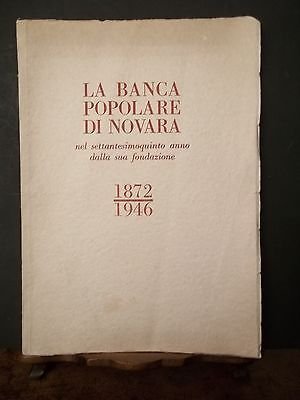 LA BANCA
POPOLARE
DI NOVARA
nel settantesimoquinto anno
dalla sua fondazione
1872
1946